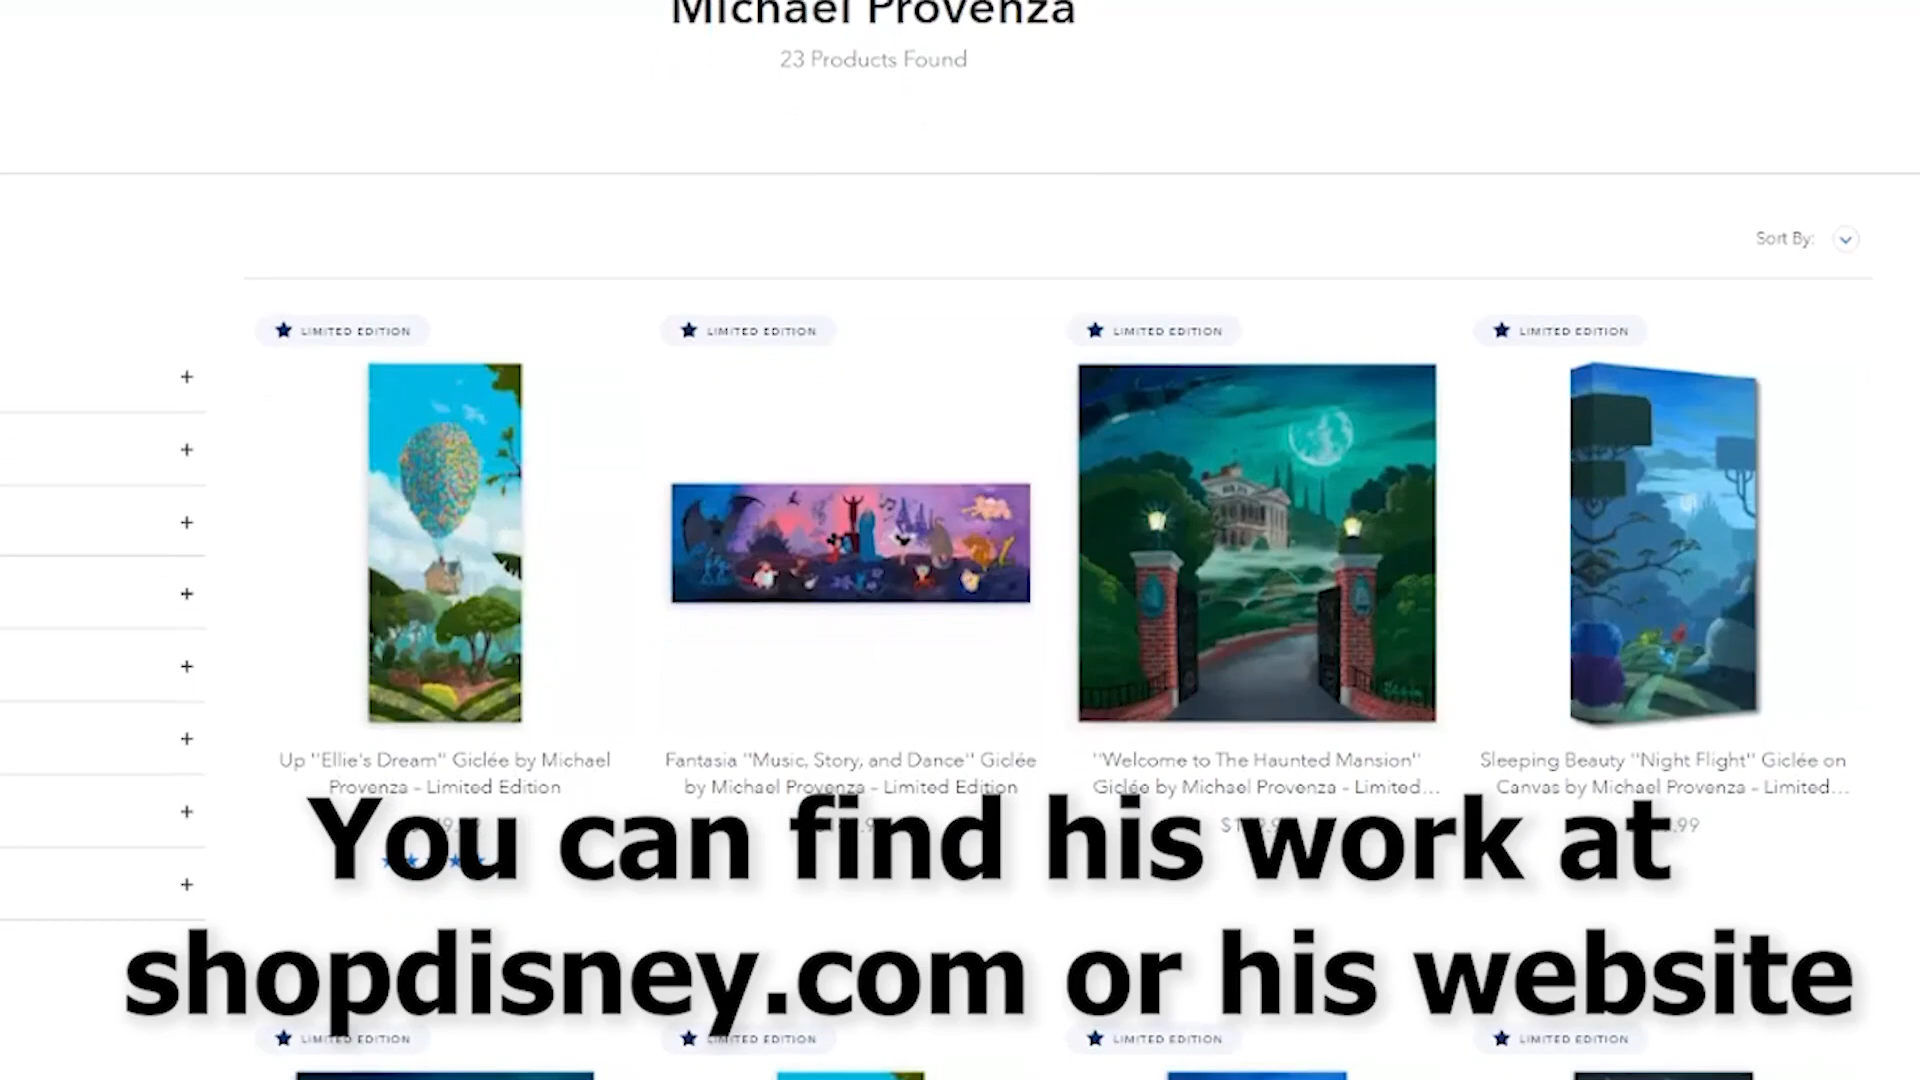 Michael Provenza
23 Products Found
Sort By:
LIMITED EDITION
LIMITED EDITION
LIMITED EDITION
LIMITED EDITION
Up "Ellie's Dream" Giclée by Michael
Provenza - Limited Edition
Fantasia "Music, Story, and Dance" Giclée
by Michael Provenza - Limited Edition
"Welcome to The Haunted Mansion"
Giclée by Michael Provenza - Limited...
Sleeping Beauty "Night Flight" Giclée on
Canvas by Michael Provenza - Limited...
You can find his work at
shopdisney.com or his website
LIMITED EDITION
LIMITED EDITION
LIMITED EDITION
LIMITED EDITION